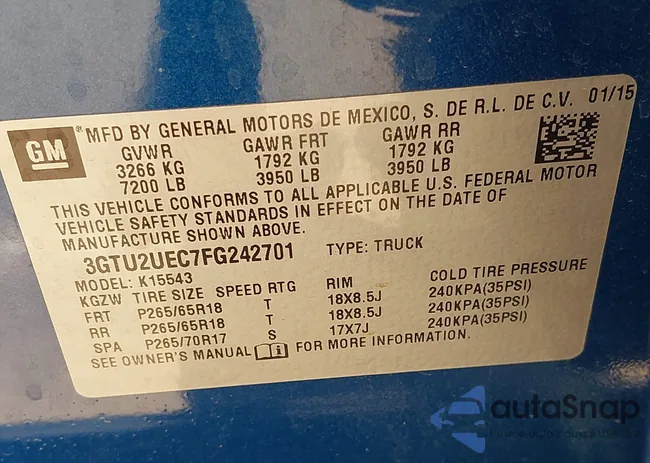 GM
MFD BY GENERAL MOTORS DE MEXICO, S. DE R.L. DE C.V. 01/15
GVWR GAWR FRT GAWR RR
3266 KG 1792 KG 1792 KG
7200 LB 3950 LB 3950 LB
THIS VEHICLE CONFORMS TO ALL APPLICABLE U.S. FEDERAL MOTOR
VEHICLE SAFETY STANDARDS IN EFFECT ON THE DATE OF
MANUFACTURE SHOWN ABOVE.
3GTU2UEC7FG242701 TYPE: TRUCK
MODEL: K15543
KGZW TIRE SIZE SPEED RTG RIM COLD TIRE PRESSURE
FRT P265/65R18 T 18X8.5J 240KPA(35PSI)
RR P265/65R18 T 18X8.5J 240KPA(35PSI)
SPA P265/70R17 S 17X7J 240KPA(35PSI)
SEE OWNER'S MANUAL FOR MORE INFORMATION.
autaSnap